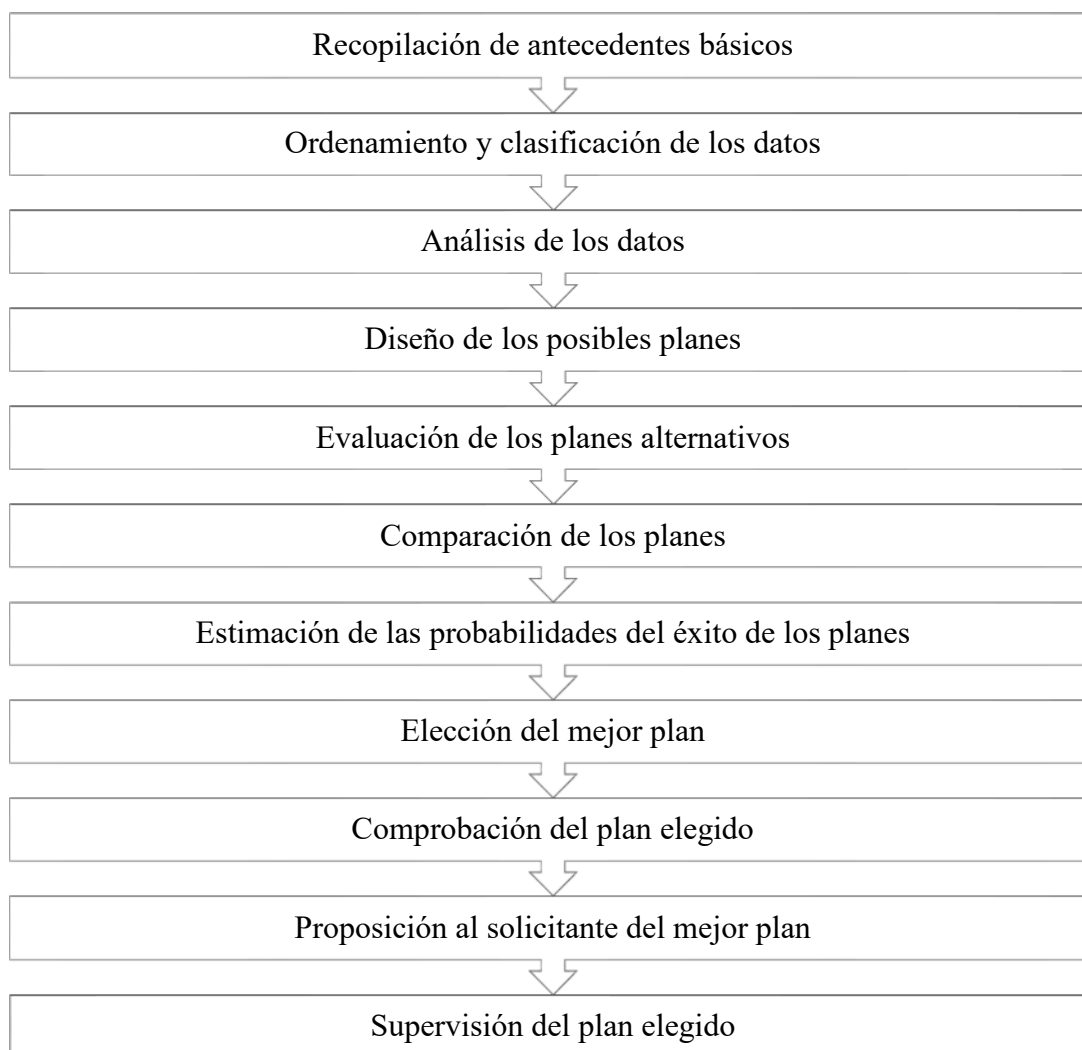 Recopilación de antecedentes básicos
Ordenamiento y clasificación de los datos
Análisis de los datos
Diseño de los posibles planes
Evaluación de los planes alternativos
Comparación de los planes
Estimación de las probabilidades del éxito de los planes
Elección del mejor plan
Comprobación del plan elegido
Proposición al solicitante del mejor plan
Supervisión del plan elegido